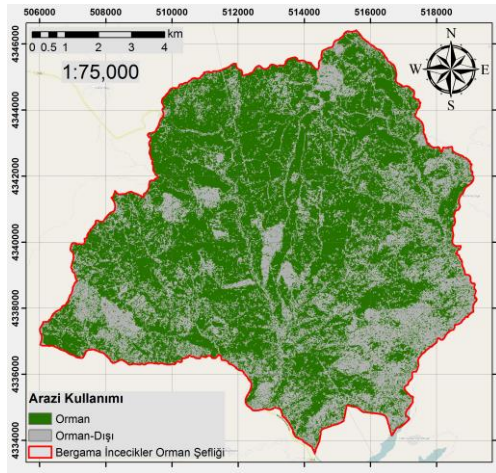 506000 508000 510000 512000 514000 516000 518000
km
0 0.5 1 2 3 4
1:75,000
N
W E
S
4346000
4344000
4342000
4340000
4338000
4336000
4334000
Arazi Kullanımı
Orman
Orman-Dışı
Bergama İncecikler Orman Şefliği